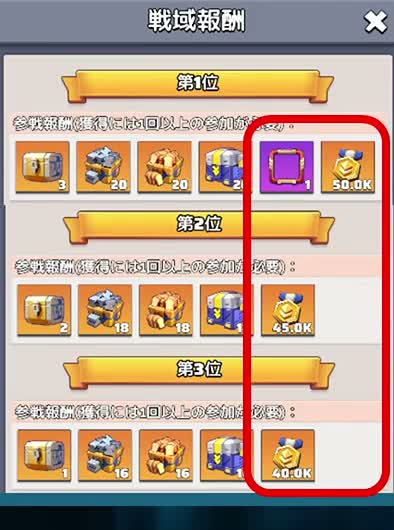 戦域報酬
第1位
参戦報酬(獲得には1回以上の参加が必要)：
3
20
20
1
50.0K
第2位
参戦報酬(獲得には1回以上の参加が必要)：
2
18
18
45.0K
第3位
参戦報酬(獲得には1回以上の参加が必要)：
1
16
16
40.0K